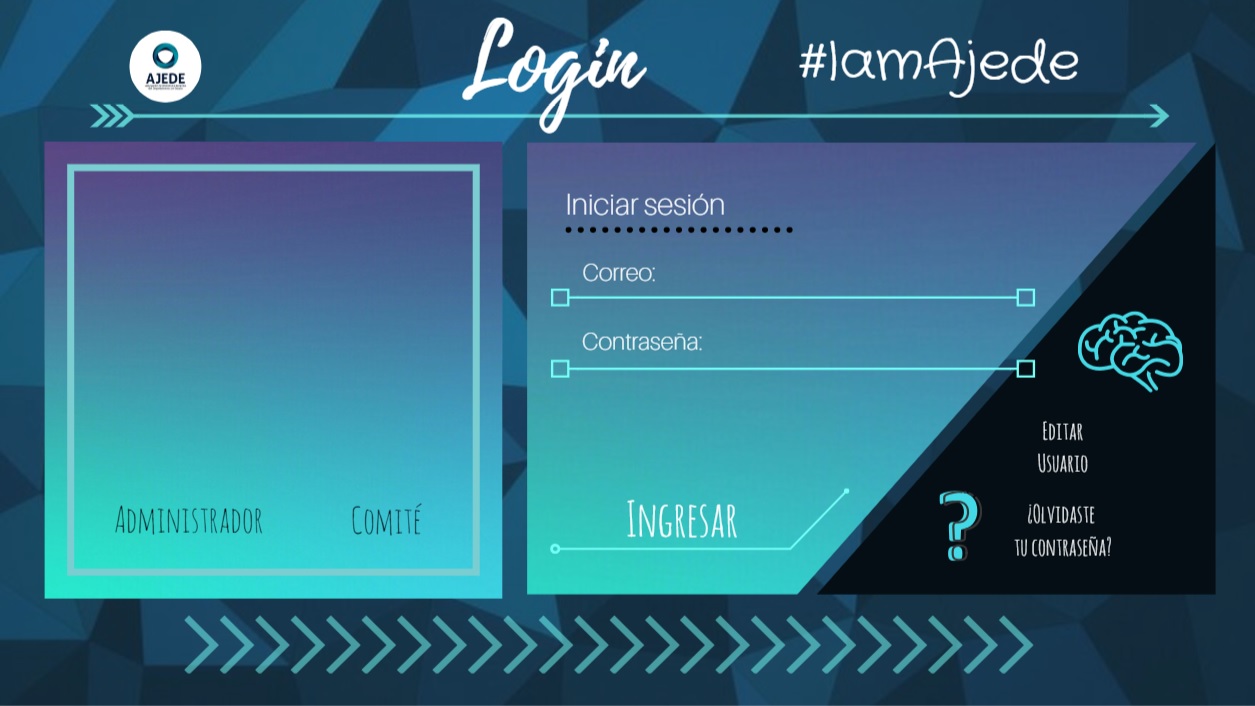 AJEDE
Login
#IamAjede
Iniciar sesión
Correo:
Contraseña:
Administrador
Comité
Ingresar
Editar
Usuario
?
¿Olvidaste
tu contraseña?